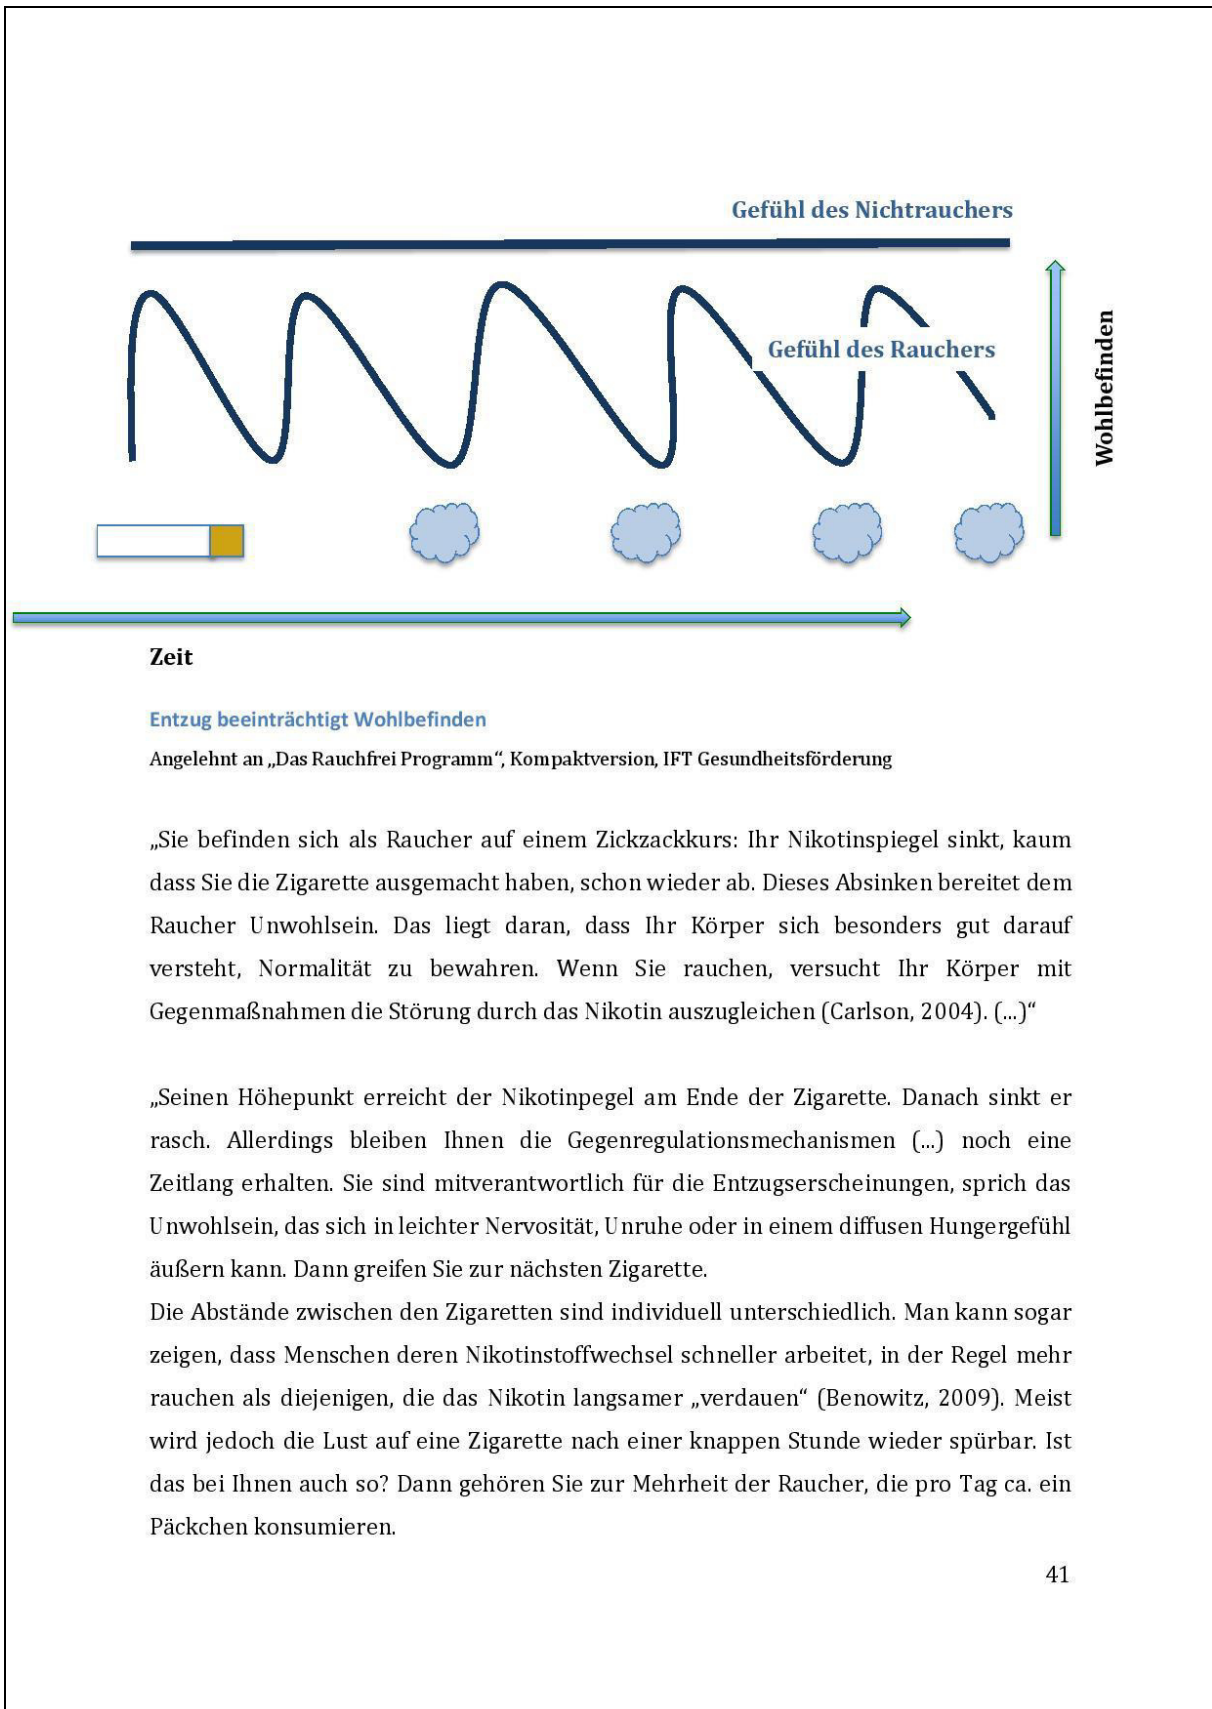 Gefühl des Nichtrauchers
Gefühl des Rauchers
Wohlbefinden
Zeit
Entzug beeinträchtigt Wohlbefinden
Angelehnt an „Das Rauchfrei Programm“, Kompaktversion, IFT Gesundheitsförderung
„Sie befinden sich als Raucher auf einem Zickzackkurs: Ihr Nikotinspiegel sinkt, kaum
dass Sie die Zigarette ausgemacht haben, schon wieder ab. Dieses Absinken bereitet dem
Raucher Unwohlsein. Das liegt daran, dass Ihr Körper sich besonders gut darauf
versteht, Normalität zu bewahren. Wenn Sie rauchen, versucht Ihr Körper mit
Gegenmaßnahmen die Störung durch das Nikotin auszugleichen (Carlson, 2004). (...)“
„Seinen Höhepunkt erreicht der Nikotinpegel am Ende der Zigarette. Danach sinkt er
rasch. Allerdings bleiben Ihnen die Gegenregulationsmechanismen (...) noch eine
Zeitlang erhalten. Sie sind mitverantwortlich für die Entzugserscheinungen, sprich das
Unwohlsein, das sich in leichter Nervosität, Unruhe oder in einem diffusen Hungergefühl
äußern kann. Dann greifen Sie zur nächsten Zigarette.
Die Abstände zwischen den Zigaretten sind individuell unterschiedlich. Man kann sogar
zeigen, dass Menschen deren Nikotinstoffwechsel schneller arbeitet, in der Regel mehr
rauchen als diejenigen, die das Nikotin langsamer „verdauen“ (Benowitz, 2009). Meist
wird jedoch die Lust auf eine Zigarette nach einer knappen Stunde wieder spürbar. Ist
das bei Ihnen auch so? Dann gehören Sie zur Mehrheit der Raucher, die pro Tag ca. ein
Päckchen konsumieren.
41